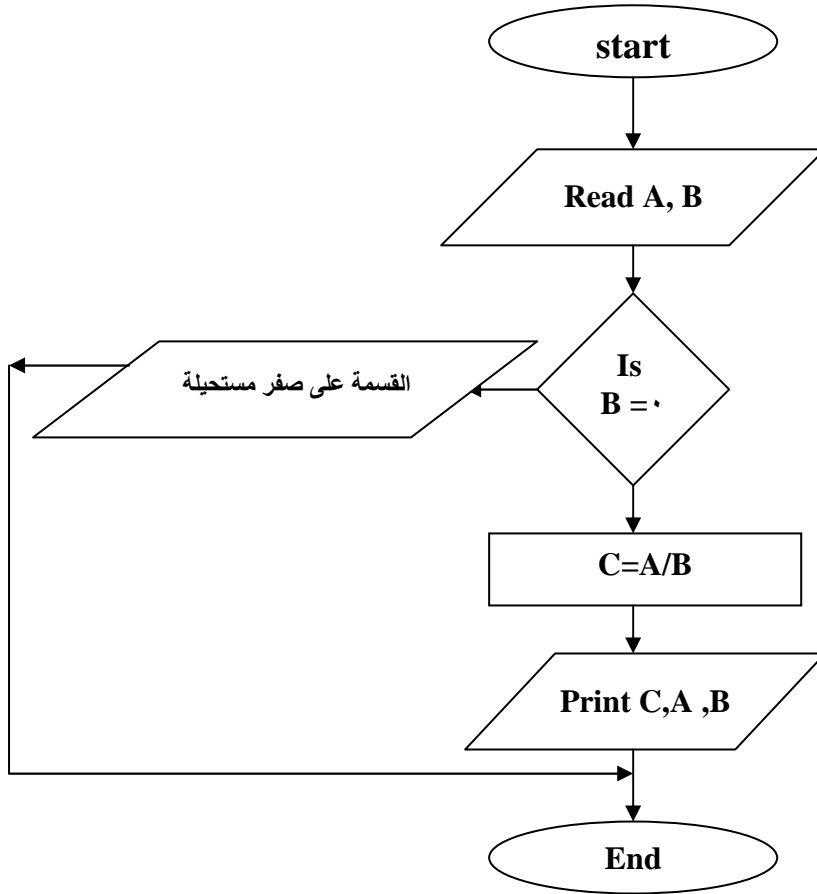 start
Read A, B
Is
B =٠
القسمة على صفر مستحيلة
C=A/B
Print C,A ,B
End